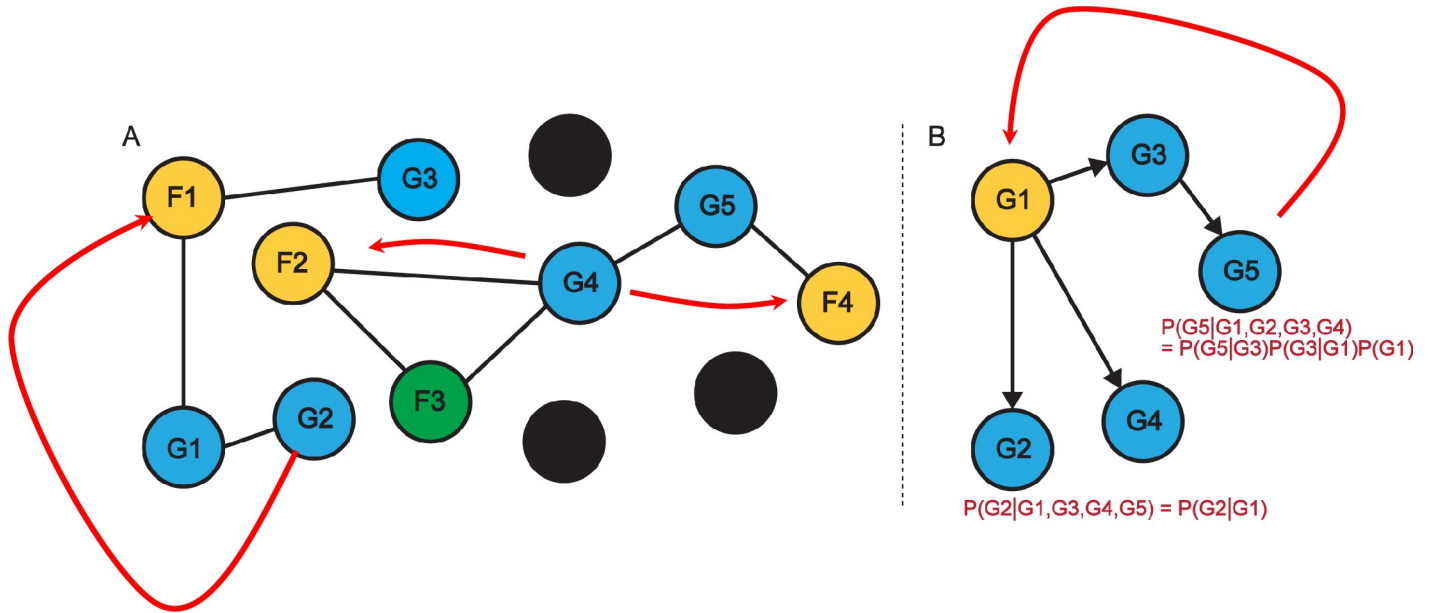 A
B
F1
G3
G3
G5
G1
F2
G4
G5
F4
P(G5|G1,G2,G3,G4)
= P(G5|G3)P(G3|G1)P(G1)
F3
G2
G1
G4
G2
P(G2|G1,G3,G4,G5) = P(G2|G1)